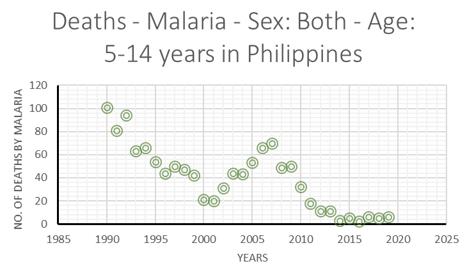 Deaths - Malaria - Sex: Both - Age:
5-14 years in Philippines
NO. OF DEATHS BY MALARIA
120
100
80
60
40
20
0
1985 1990 1995 2000 2005 2010 2015 2020 2025
YEARS